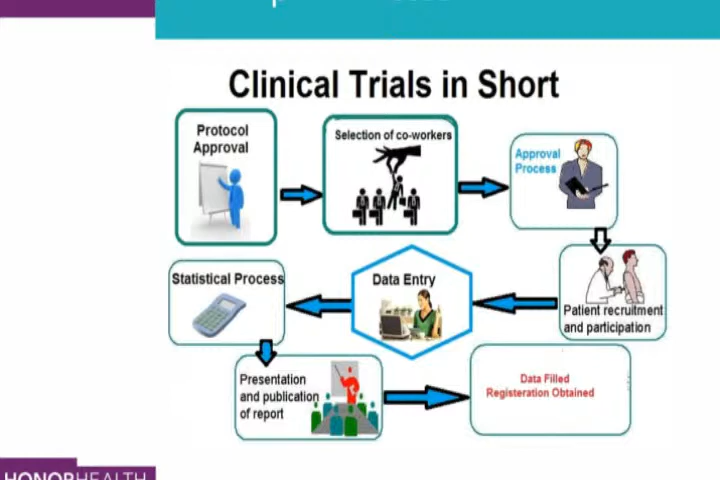 Clinical Trials in Short
Protocol
Approval
Selection of co-workers
Approval
Process
Patient recruitment
and participation
Data Entry
Statistical Process
Presentation
and publication
of report
Data Filled
Registeration Obtained
HONORHEALTH